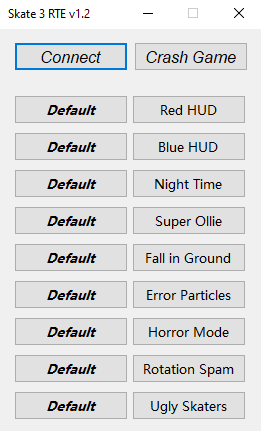 Skate 3 RTE v1.2
Connect Crash Game
Default Red HUD
Default Blue HUD
Default Night Time
Default Super Ollie
Default Fall in Ground
Default Error Particles
Default Horror Mode
Default Rotation Spam
Default Ugly Skaters